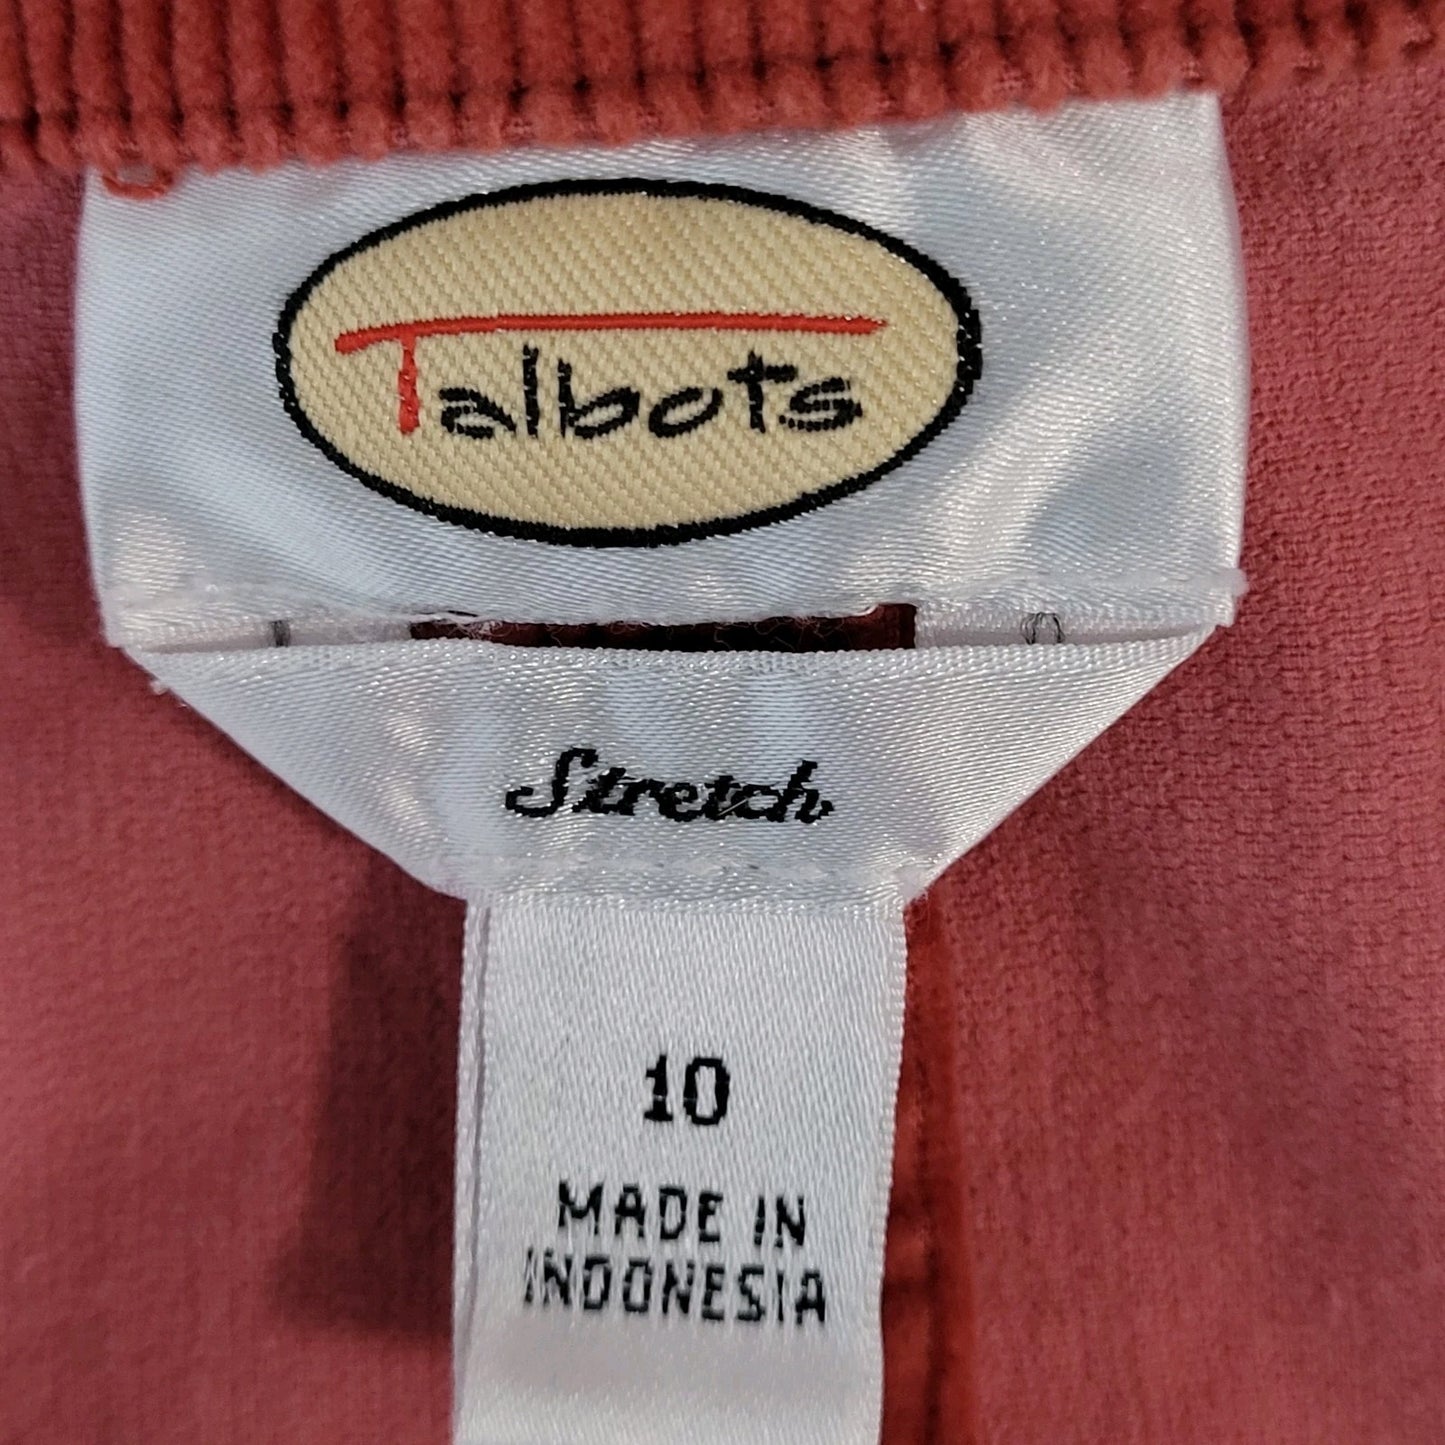 Talbots
Stretch
10
MADE IN
INDONESIA